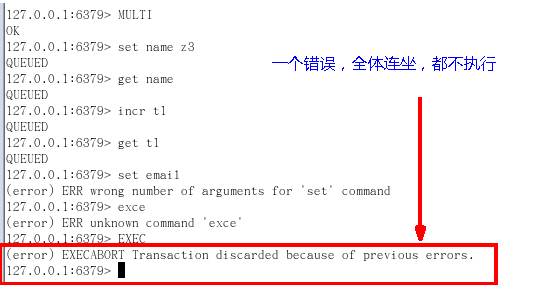 127.0.0.1:6379> MULTI
OK
127.0.0.1:6379> set name z3
QUEUED
127.0.0.1:6379> get name
QUEUED
127.0.0.1:6379> incr t1
QUEUED
127.0.0.1:6379> get t1
QUEUED
127.0.0.1:6379> set email
(error) ERR wrong number of arguments for 'set' command
127.0.0.1:6379> exce
(error) ERR unknown command 'exce'
127.0.0.1:6379> EXEC
(error) EXECABORT Transaction discarded because of previous errors.
127.0.0.1:6379>
一个错误，全体连坐，都不执行